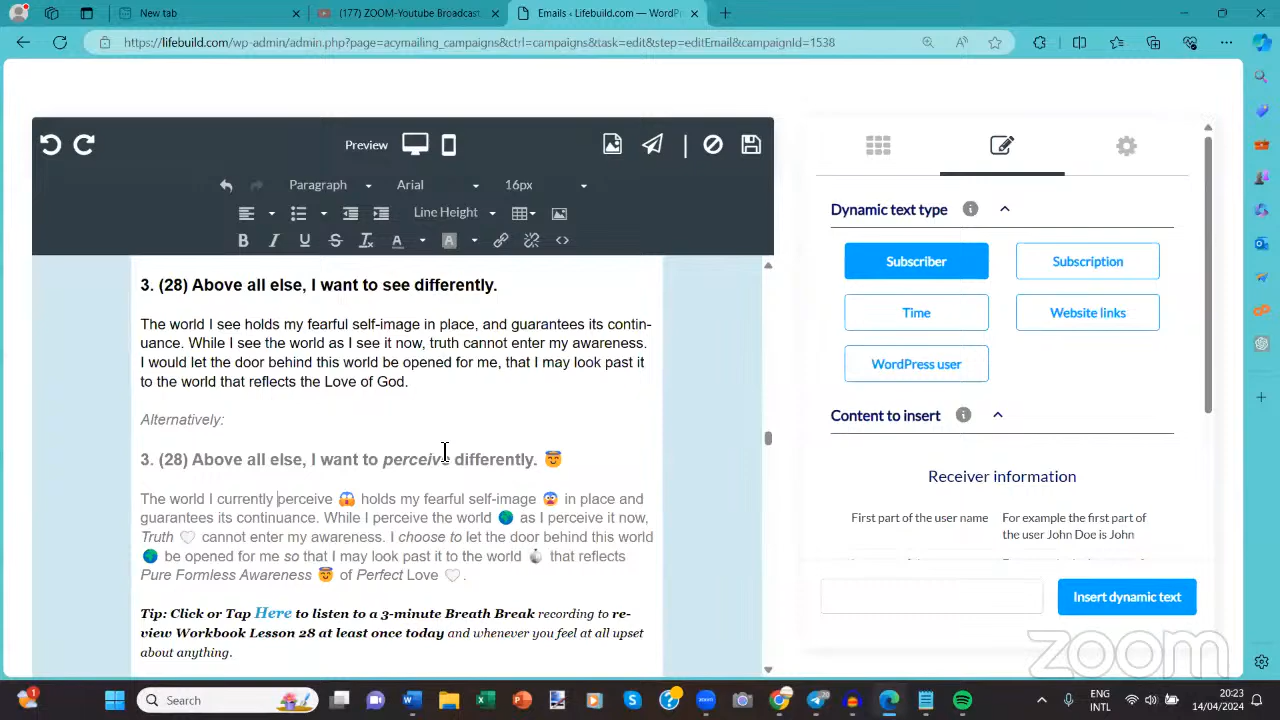 New tab
(177) ZOOM-Youtube Broadcast
Emails ‹ Lifebuild.com — WordPr
https://lifebuild.com/wp-admin/admin.php?page=acymailing_campaigns&ctrl=campaigns&task=edit&step=editEmail&campaignId=1538
Preview
Paragraph Arial 16px
Line Height
3. (28) Above all else, I want to see differently.
The world I see holds my fearful self-image in place, and guarantees its contin-
uance. While I see the world as I see it now, truth cannot enter my awareness.
I would let the door behind this world be opened for me, that I may look past it
to the world that reflects the Love of God.
Alternatively:
3. (28) Above all else, I want to perceive differently. 😇
The world I currently perceive 😱 holds my fearful self-image 😨 in place and
guarantees its continuance. While I perceive the world 🌍 as I perceive it now,
Truth 🤍 cannot enter my awareness. I choose to let the door behind this world
🌍 be opened for me so that I may look past it to the world that reflects
Pure Formless Awareness 😇 of Perfect Love 🤍.
Tip: Click or Tap Here to listen to a 3-minute Breath Break recording to re-
view Workbook Lesson 28 at least once today and whenever you feel at all upset
about anything.
Dynamic text type
Subscriber
Subscription
Time
Website links
WordPress user
Content to insert
Receiver information
First part of the user name
For example the first part of
the user John Doe is John
Insert dynamic text
zoom
1
Search
ENG
INTL
20:23
14/04/2024